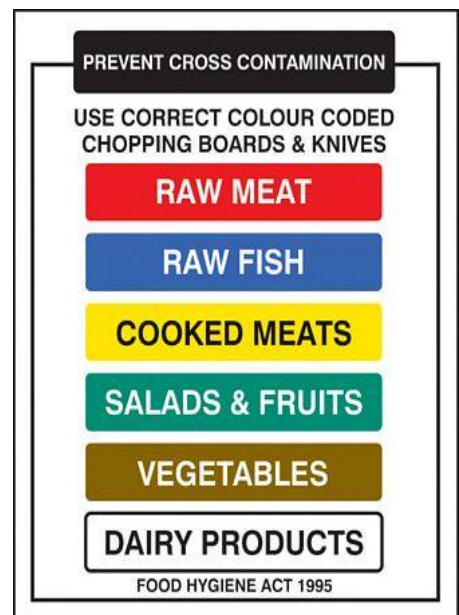 PREVENT CROSS CONTAMINATION
USE CORRECT COLOUR CODED
CHOPPING BOARDS & KNIVES
RAW MEAT
RAW FISH
COOKED MEATS
SALADS & FRUITS
VEGETABLES
DAIRY PRODUCTS
FOOD HYGIENE ACT 1995